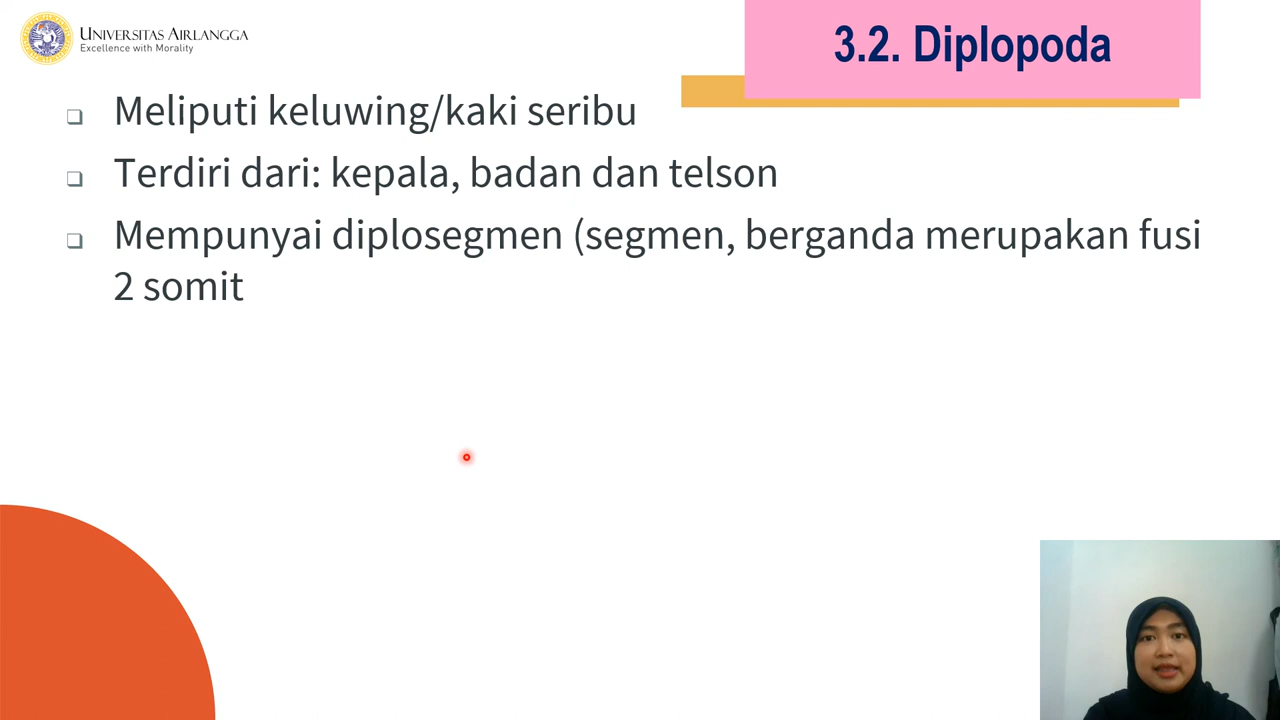 UNIVERSITAS AIRLANGGA
Excellence with Morality
3.2. Diplopoda
❑ Meliputi keluwing/kaki seribu
❑ Terdiri dari: kepala, badan dan telson
❑ Mempunyai diplosegmen (segmen, berganda merupakan fusi
2 somit